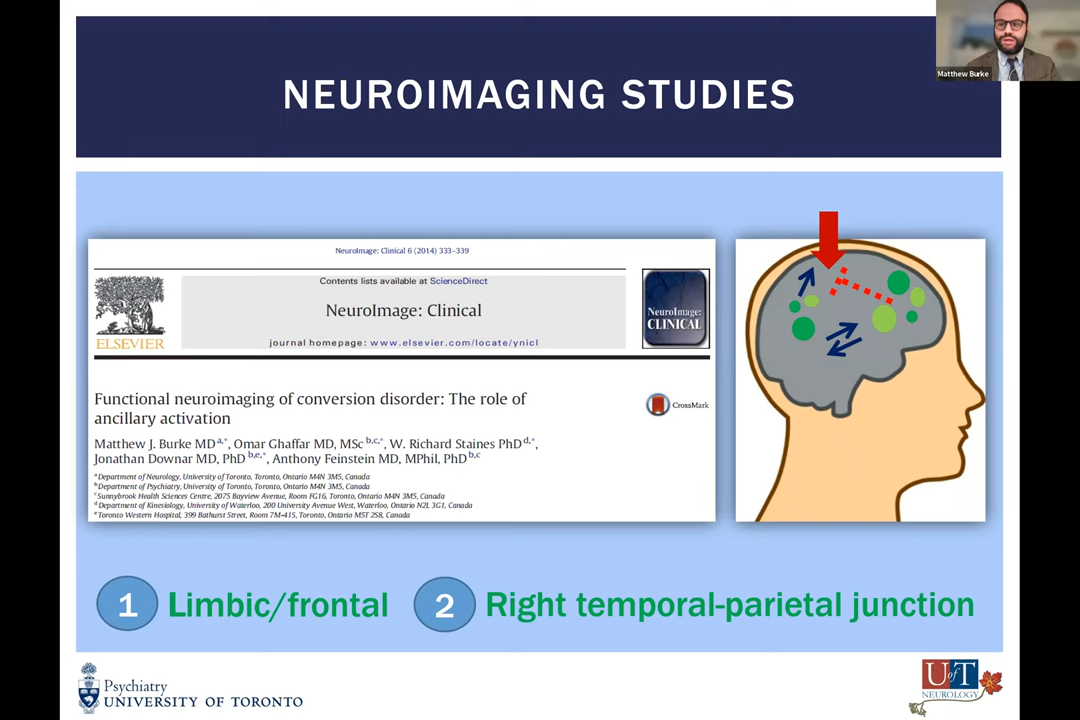 NEUROIMAGING STUDIES
Matthew Burke
NeuroImage: Clinical 6 (2014) 333–339
Contents lists available at ScienceDirect
NeuroImage: Clinical
journal homepage: www.elsevier.com/locate/ynicl
ELSEVIER
NeuroImage:
CLINICAL
Functional neuroimaging of conversion disorder: The role of
ancillary activation
CrossMark
Matthew J. Burke MD a,*, Omar Ghaffar MD, MSc b,c,*, W. Richard Staines PhD d,*,
Jonathan Downar MD, PhD b,e,*, Anthony Feinstein MD, MPhil, PhD b,c
a Department of Neurology, University of Toronto, Toronto, Ontario M4N 3M5, Canada
b Department of Psychiatry, University of Toronto, Toronto, Ontario M4N 3M5, Canada
c Sunnybrook Health Sciences Centre, 2075 Bayview Avenue, Room FG16, Toronto, Ontario M4N 3M5, Canada
d Department of Kinesiology, University of Waterloo, 200 University Avenue West, Waterloo, Ontario N2L 3G1, Canada
e Toronto Western Hospital, 399 Bathurst Street, Room 7M-415, Toronto, Ontario M5T 2S8, Canada
1 Limbic/frontal
2 Right temporal-parietal junction
Psychiatry
UNIVERSITY OF TORONTO
U of T
NEUROLOGY